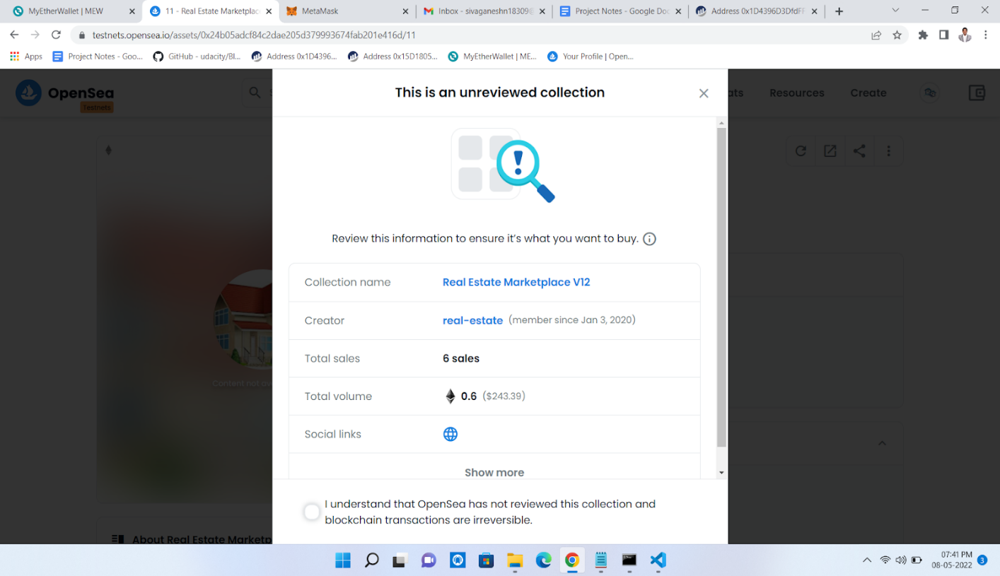 MyEtherWallet | MEW
11 - Real Estate Marketplac
MetaMask
Inbox - sivaganeshn18309@
Project Notes - Google Doc
Address 0x1D4396D3DfdFF
testnets.opensea.io/assets/0x24b05adcf84c2dae205d379993674fab201e416d/11
Apps
Project Notes - Goo...
GitHub - udacity/Bl...
Address 0x1D4396...
Address 0x15D1805...
MyEtherWallet | ME...
Your Profile | Open...
OpenSea
Testnets
This is an unreviewed collection
ats
Resources
Create
Review this information to ensure it's what you want to buy.
Collection name
Real Estate Marketplace V12
Creator
real-estate (member since Jan 3, 2020)
Total sales
6 sales
Total volume
0.6 ($243.39)
Social links
Show more
Content not av
I understand that OpenSea has not reviewed this collection and
blockchain transactions are irreversible.
About Real Estate Marketp
07:41 PM
08-05-2022
3